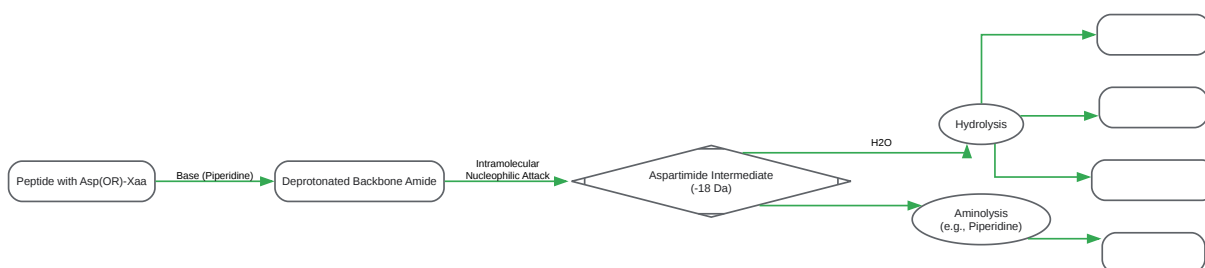 Peptide with Asp(OR)-Xaa
Base (Piperidine)
Deprotonated Backbone Amide
Intramolecular
Nucleophilic Attack
Aspartimide Intermediate
(-18 Da)
H2O
Hydrolysis
Aminolysis
(e.g., Piperidine)